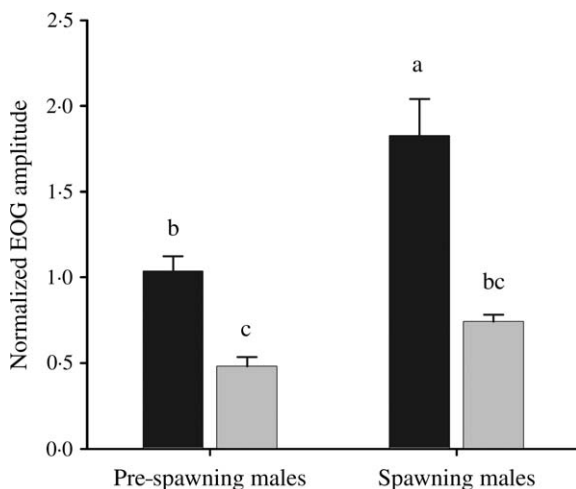 Normalized EOG amplitude
2·5
2·0
1·5
1·0
0·5
0·0
b
c
a
bc
Pre-spawning males
Spawning males